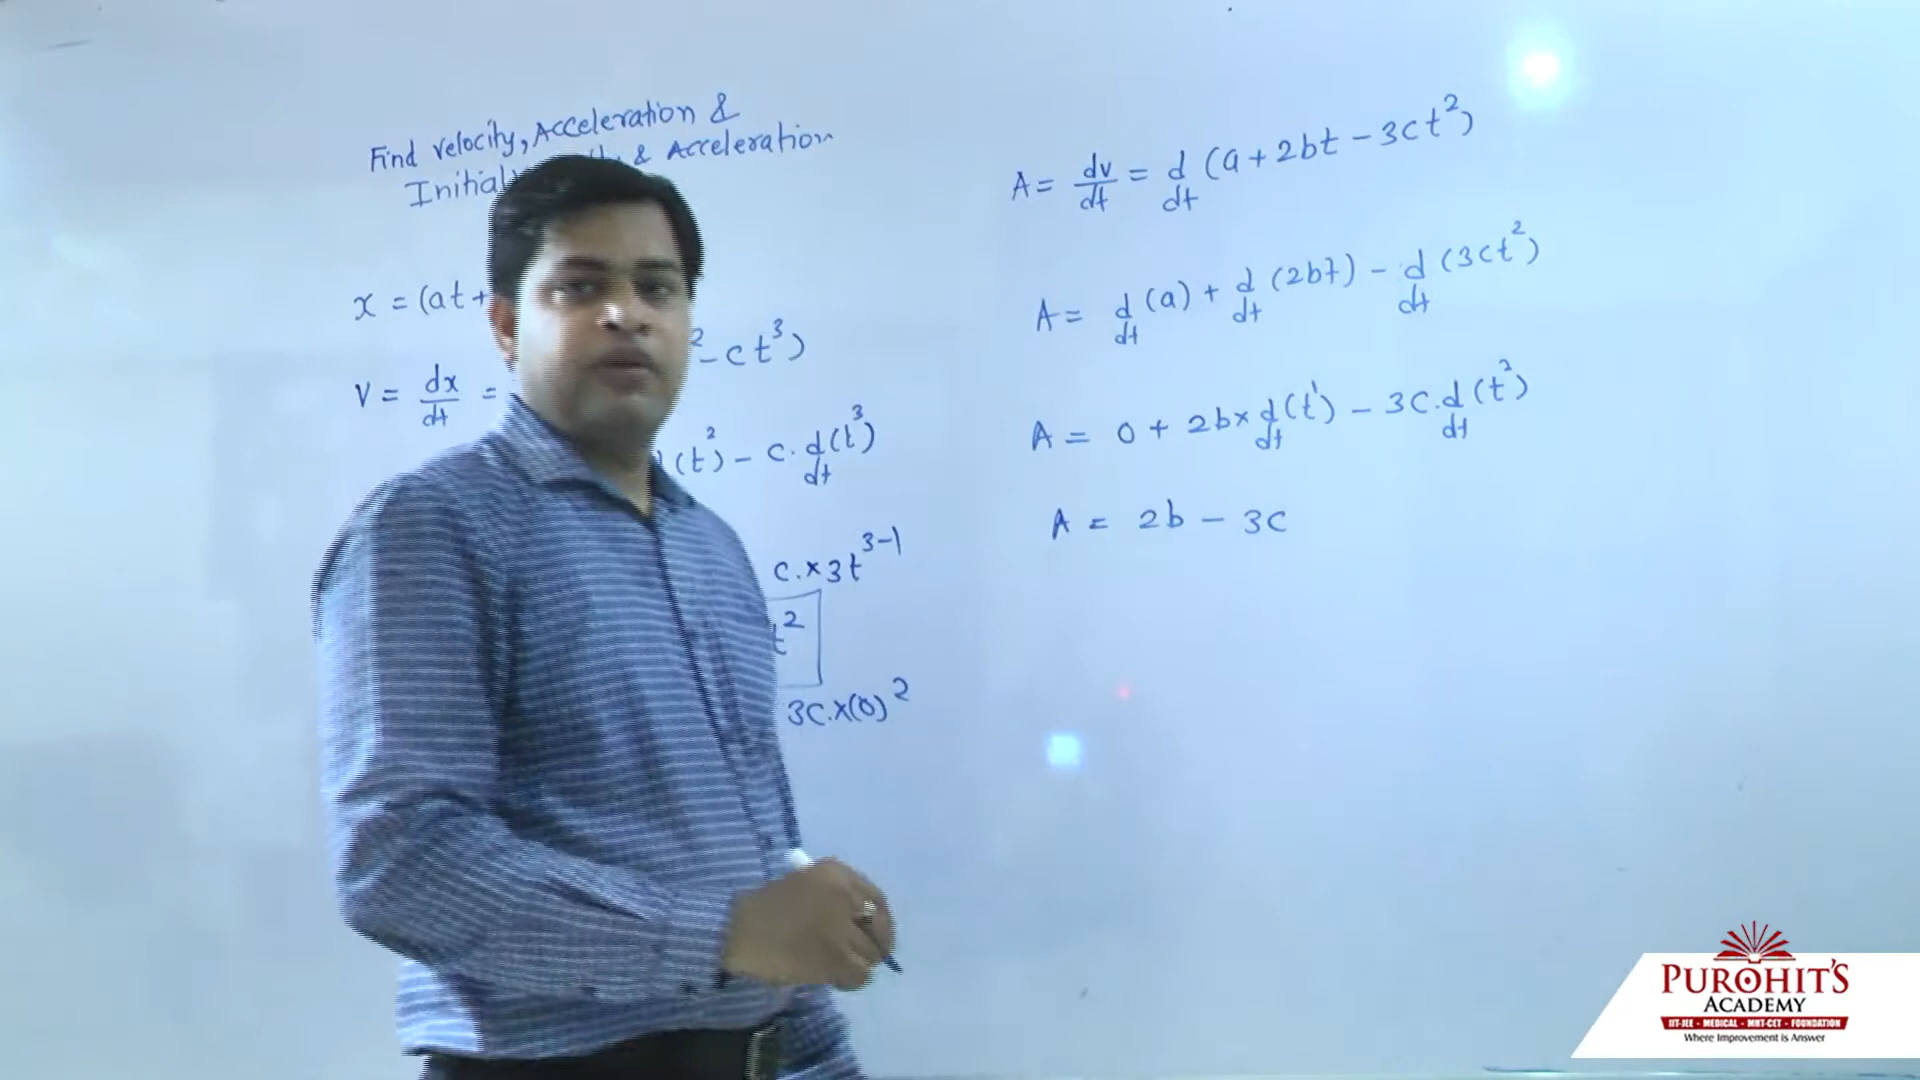 Find velocity, Acceleration &
Initial & Acceleration
x = (at +
V = dx/dt = 2 - ct³)
(t²) - c. d/dt (t³)
c. × 3t³⁻¹
t²
3c.×(0)²
A = dv/dt = d/dt (a + 2bt - 3ct²)
A = d/dt (a) + d/dt (2bt) - d/dt (3ct²)
A = 0 + 2b× d/dt (t¹) - 3c. d/dt (t²)
A = 2b - 3c
PUROHIT'S
ACADEMY
IIT-JEE • MEDICAL • MHT-CET • FOUNDATION
Where Improvement is Answer